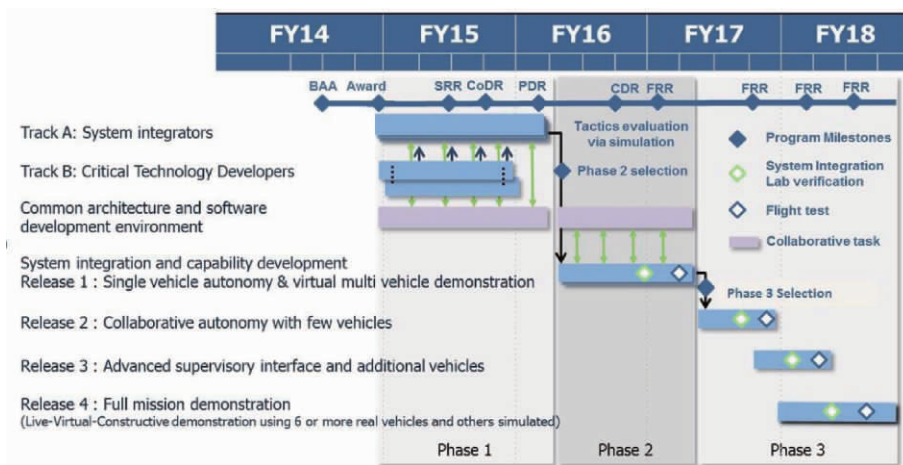 FY14 FY15 FY16 FY17 FY18
BAA Award SRR CoDR PDR CDR FRR FRR FRR FRR
Track A: System integrators
Tactics evaluation
via simulation
Program Milestones
Track B: Critical Technology Developers
Phase 2 selection
System Integration
Lab verification
Common architecture and software
development environment
Flight test
Collaborative task
System integration and capability development
Release 1 : Single vehicle autonomy & virtual multi vehicle demonstration
Phase 3 Selection
Release 2 : Collaborative autonomy with few vehicles
Release 3 : Advanced supervisory interface and additional vehicles
Release 4 : Full mission demonstration
(Live-Virtual-Constructive demonstration using 6 or more real vehicles and others simulated)
Phase 1 Phase 2 Phase 3